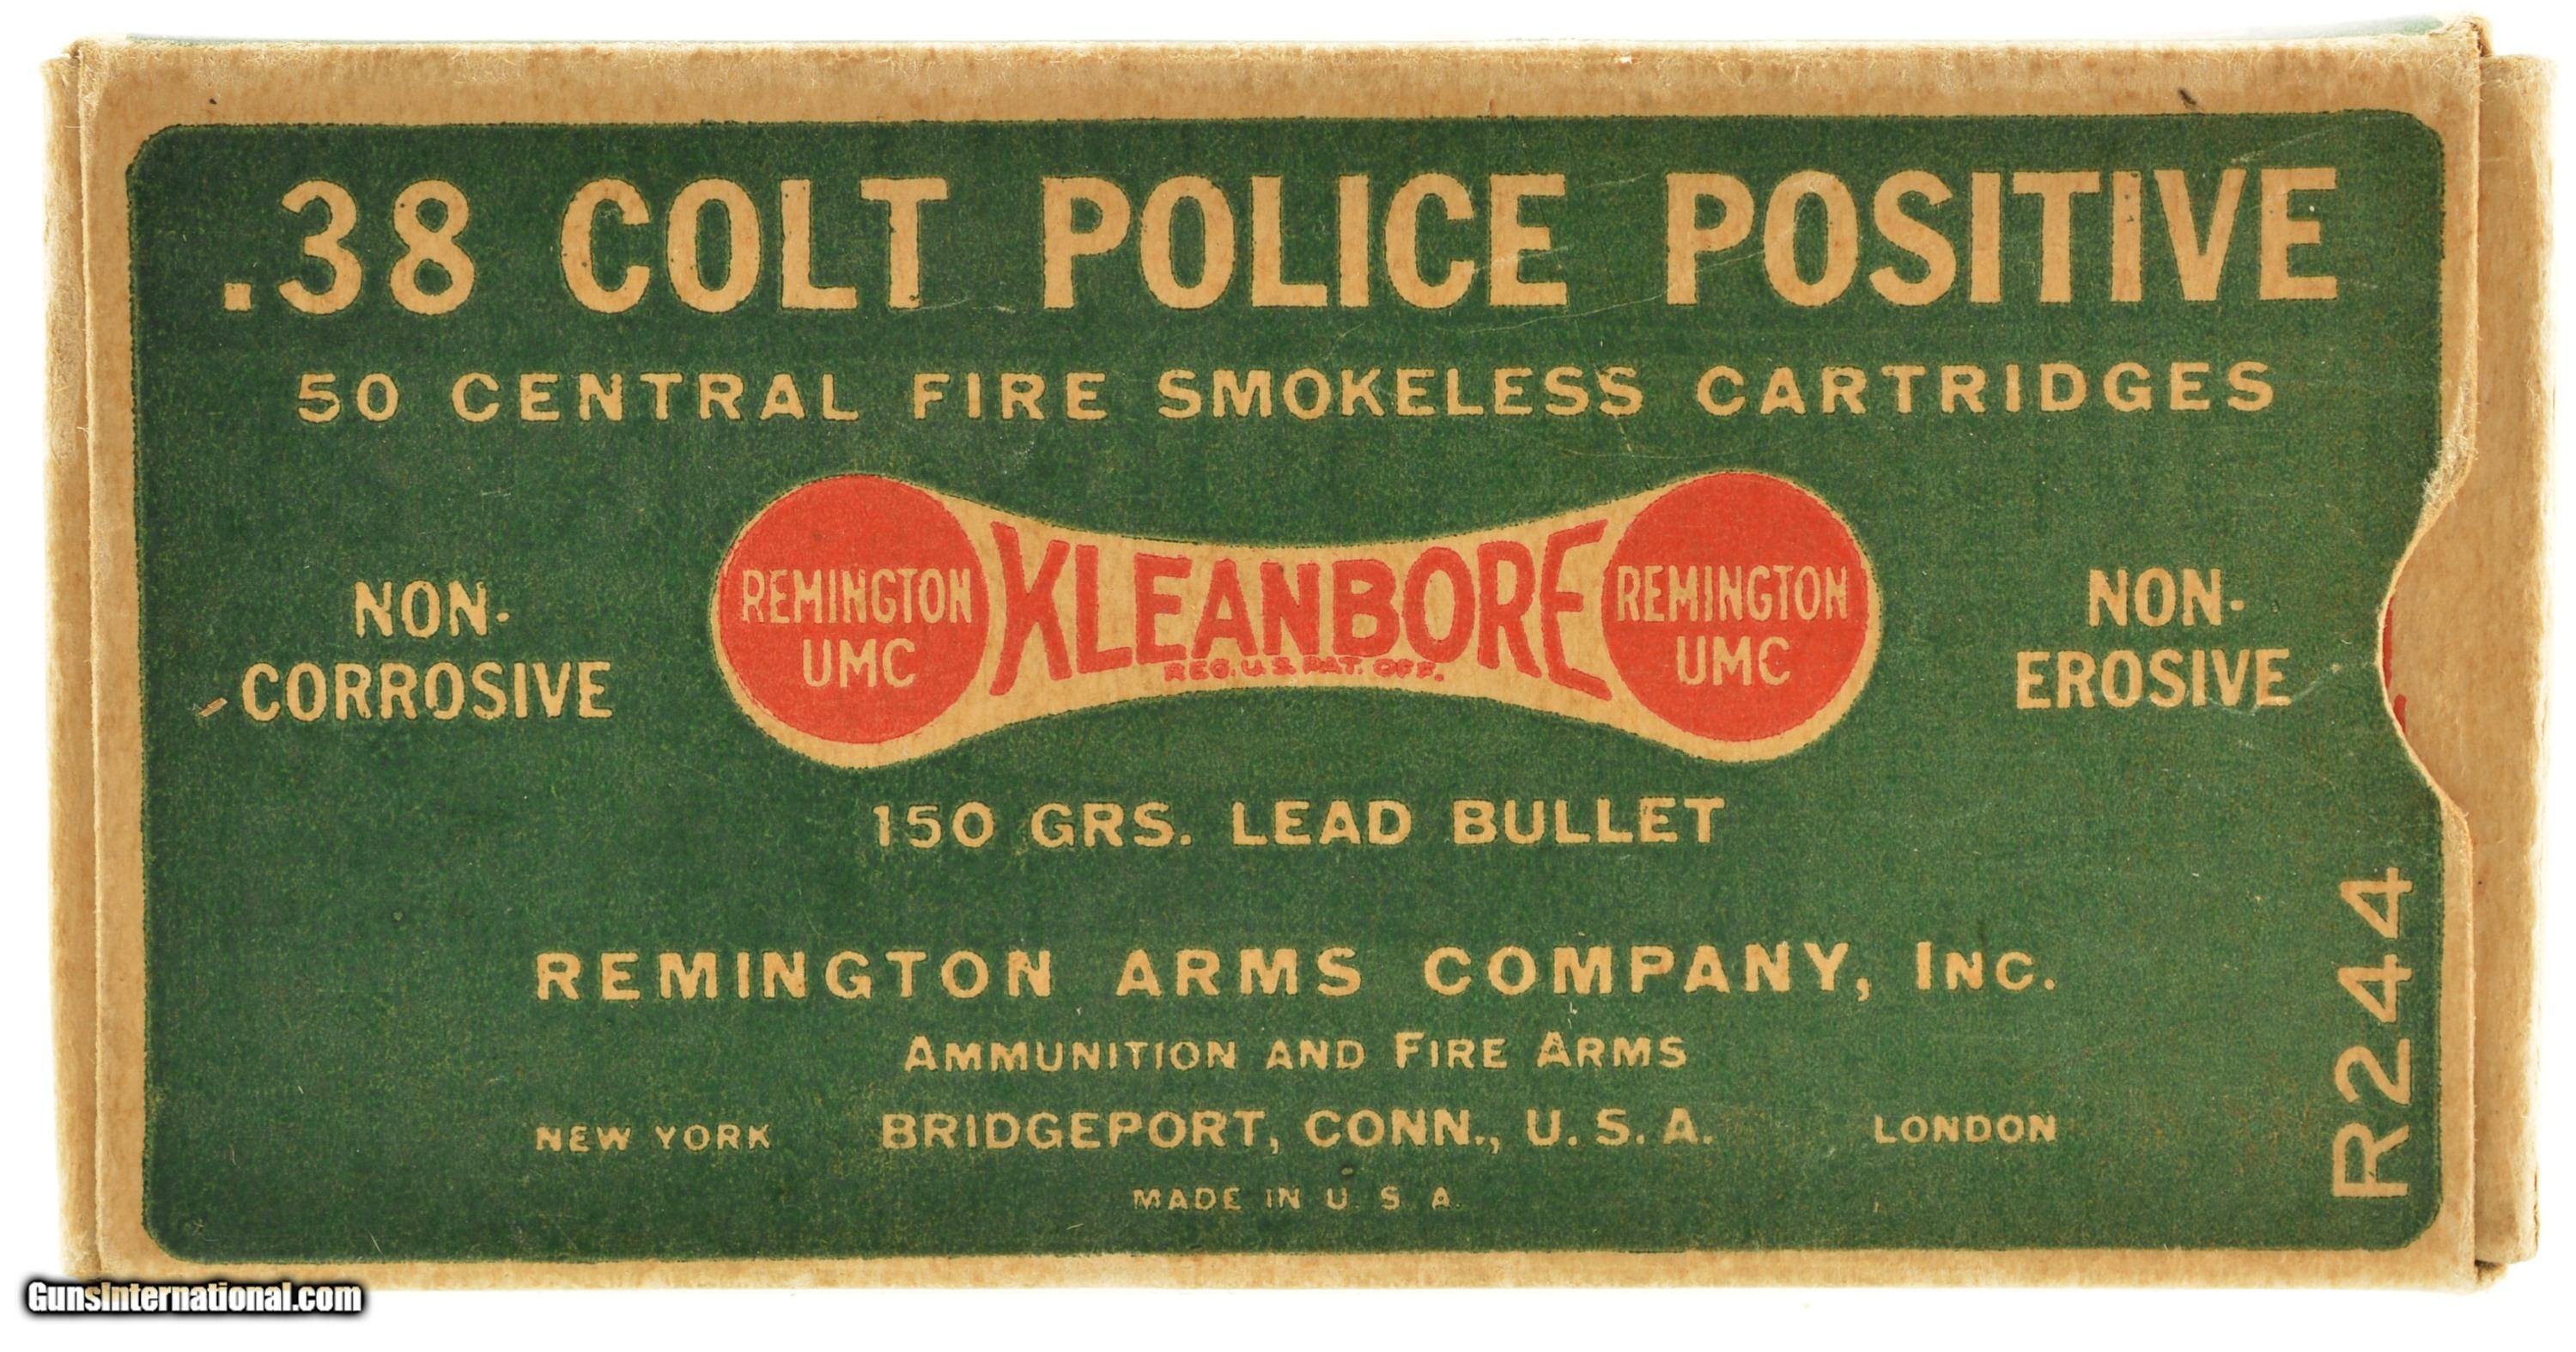 .38 COLT POLICE POSITIVE
50 CENTRAL FIRE SMOKELESS CARTRIDGES
NON-
CORROSIVE
REMINGTON
UMC
KLEANBORE
REG. U.S. PAT. OFF.
REMINGTON
UMC
NON-
EROSIVE
150 GRS. LEAD BULLET
REMINGTON ARMS COMPANY, INC.
AMMUNITION AND FIRE ARMS
NEW YORK BRIDGEPORT, CONN., U.S.A. LONDON
MADE IN U.S.A.
R244
GunsInternational.com